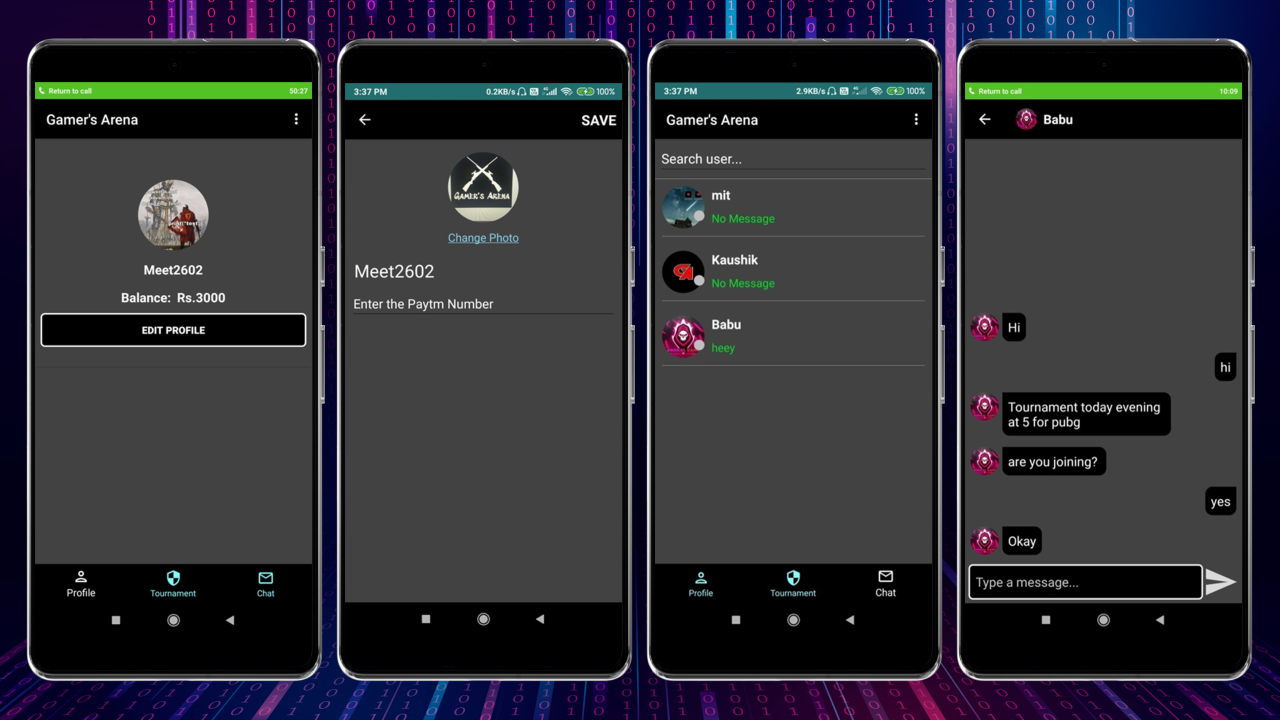 Return to call
50:27
Gamer's Arena
Meet2602
Balance: Rs.3000
EDIT PROFILE
Profile
Tournament
Chat
3:37 PM
0.2KB/s
100%
SAVE
GAMER'S ARENA
Change Photo
Meet2602
Enter the Paytm Number
3:37 PM
2.9KB/s
100%
Gamer's Arena
Search user...
mit
No Message
Kaushik
No Message
Babu
heey
Profile
Tournament
Chat
Return to call
10:09
Babu
Hi
hi
Tournament today evening
at 5 for pubg
are you joining?
yes
Okay
Type a message...